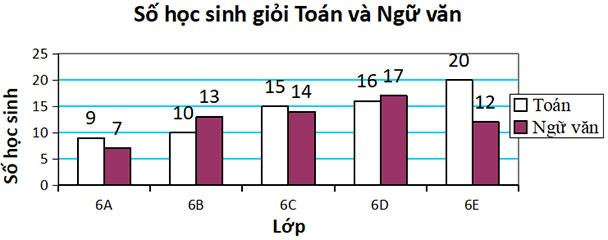 Số học sinh giỏi Toán và Ngữ văn
Số học sinh
25
20
15
10
5
0
9
7
10
13
15
14
16
17
20
12
6A
6B
6C
6D
6E
Lớp
Toán
Ngữ văn